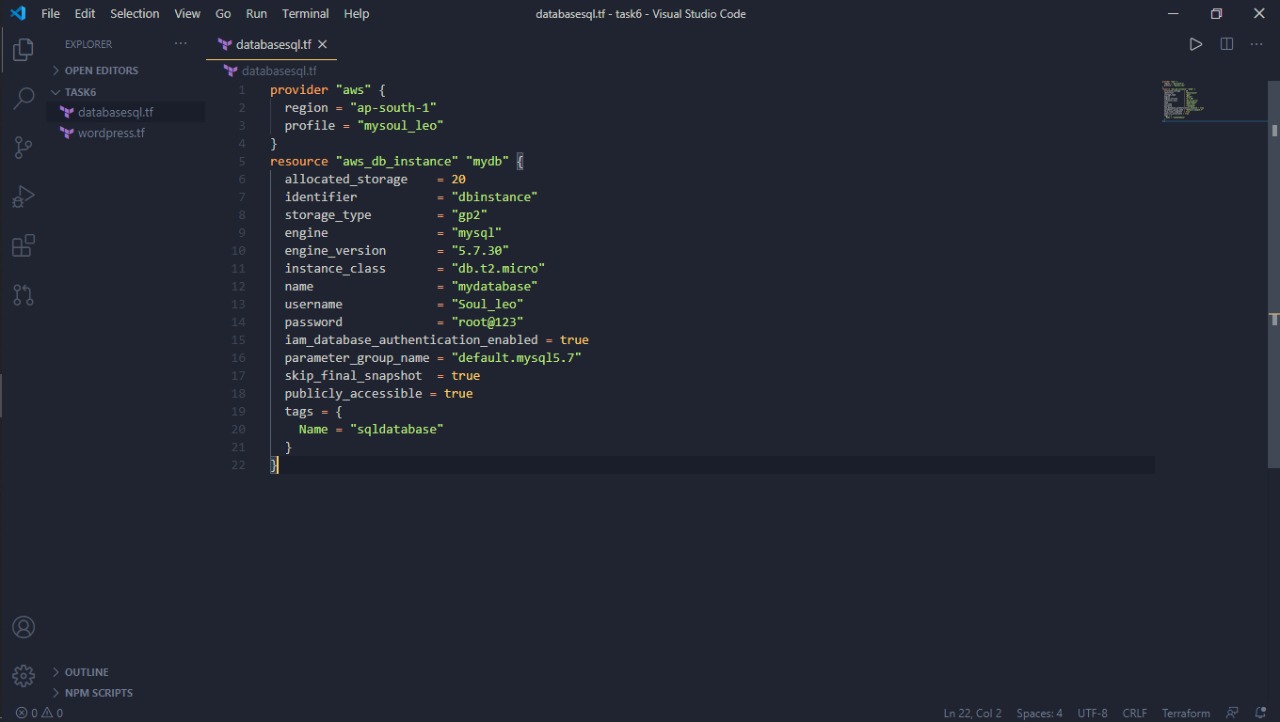 File Edit Selection View Go Run Terminal Help
databasesql.tf - task6 - Visual Studio Code
EXPLORER
OPEN EDITORS
TASK6
databasesql.tf
wordpress.tf
OUTLINE
NPM SCRIPTS
databasesql.tf
databasesql.tf
1 provider "aws" {
2   region = "ap-south-1"
3   profile = "mysoul_leo"
4 }
5 resource "aws_db_instance" "mydb" {
6   allocated_storage    = 20
7   identifier           = "dbinstance"
8   storage_type         = "gp2"
9   engine               = "mysql"
10   engine_version       = "5.7.30"
11   instance_class       = "db.t2.micro"
12   name                 = "mydatabase"
13   username             = "Soul_leo"
14   password             = "root@123"
15   iam_database_authentication_enabled = true
16   parameter_group_name = "default.mysql5.7"
17   skip_final_snapshot  = true
18   publicly_accessible = true
19   tags = {
20     Name = "sqldatabase"
21   }
22 }
0 0
Ln 22, Col 2 Spaces: 4 UTF-8 CRLF Terraform